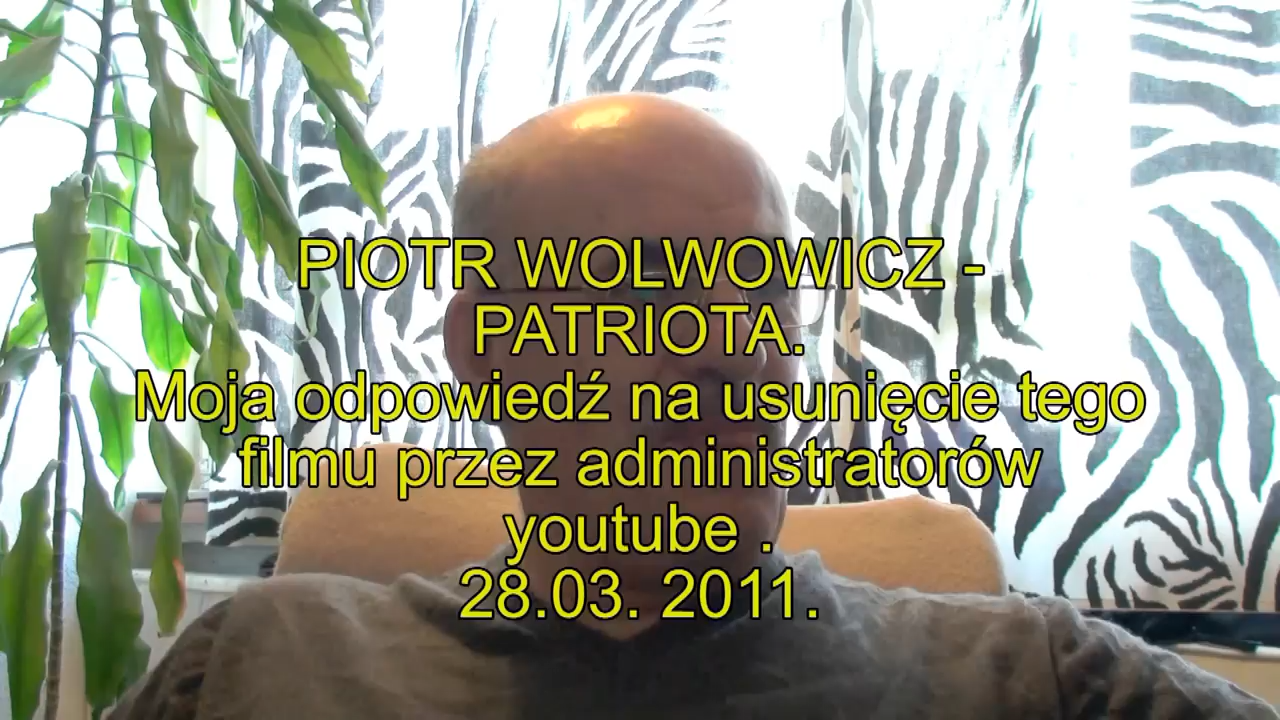 PIOTR WOLWOWICZ -
PATRIOTA.
Moja odpowiedź na usunięcie tego
filmu przez administratorów
youtube .
28.03. 2011.